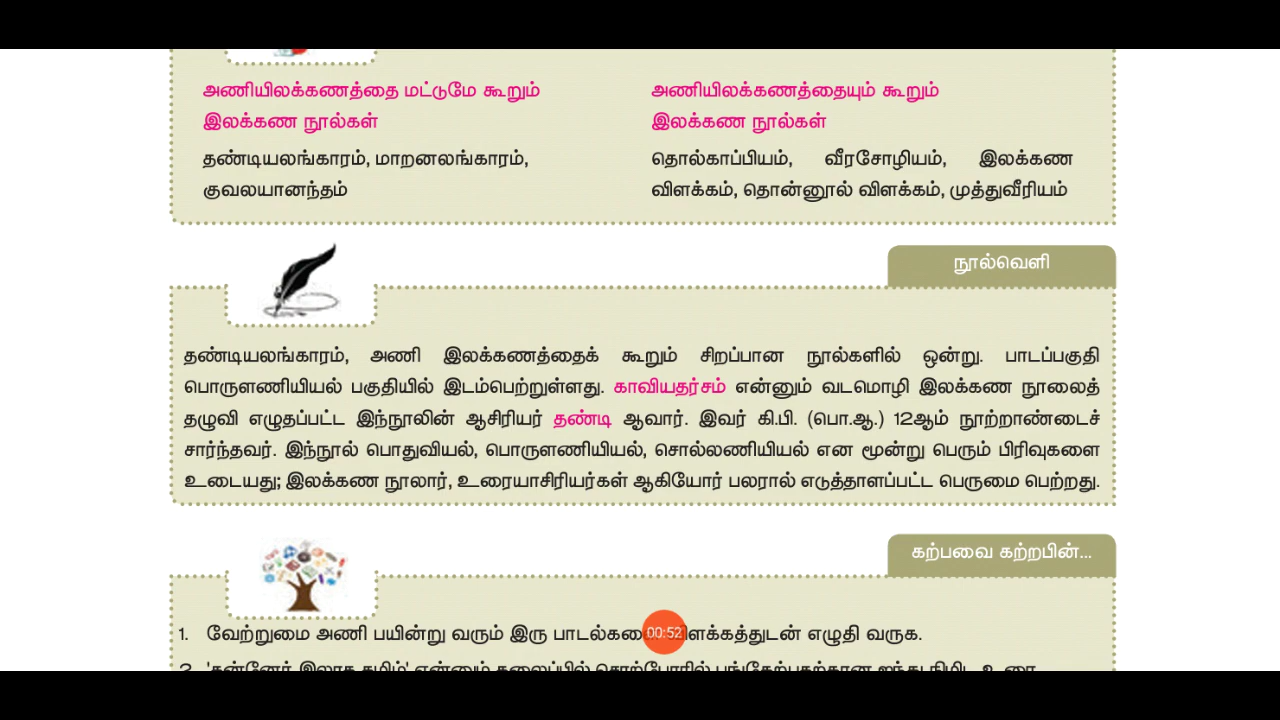 அணியிலக்கணத்தை மட்டுமே கூறும்
இலக்கண நூல்கள்
தண்டியலங்காரம், மாறனலங்காரம்,
குவலயானந்தம்
அணியிலக்கணத்தையும் கூறும்
இலக்கண நூல்கள்
தொல்காப்பியம், வீரசோழியம், இலக்கண
விளக்கம், தொன்னூல் விளக்கம், முத்துவீரியம்
நூல்வெளி
தண்டியலங்காரம், அணி இலக்கணத்தைக் கூறும் சிறப்பான நூல்களில் ஒன்று. பாடப்பகுதி
பொருளணியியல் பகுதியில் இடம்பெற்றுள்ளது. காவியதர்சம் என்னும் வடமொழி இலக்கண நூலைத்
தழுவி எழுதப்பட்ட இந்நூலின் ஆசிரியர் தண்டி ஆவார். இவர் கி.பி. (பொ.ஆ.) 12ஆம் நூற்றாண்டைச்
சார்ந்தவர். இந்நூல் பொதுவியல், பொருளணியியல், சொல்லணியியல் என மூன்று பெரும் பிரிவுகளை
உடையது; இலக்கண நூலார், உரையாசிரியர்கள் ஆகியோர் பலரால் எடுத்தாளப்பட்ட பெருமை பெற்றது.
கற்பவை கற்றபின்...
1. வேற்றுமை அணி பயின்று வரும் இரு எழுதி வருக.
00:52